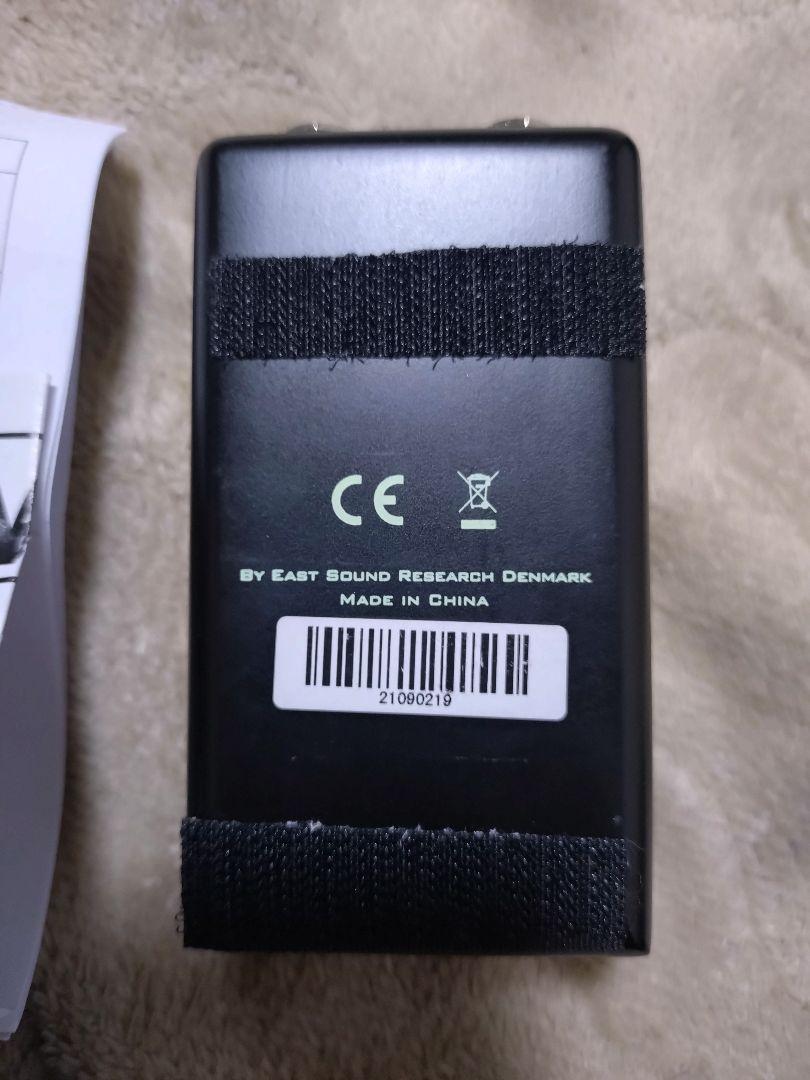 CE
BY EAST SOUND RESEARCH DENMARK
MADE IN CHINA
21090219